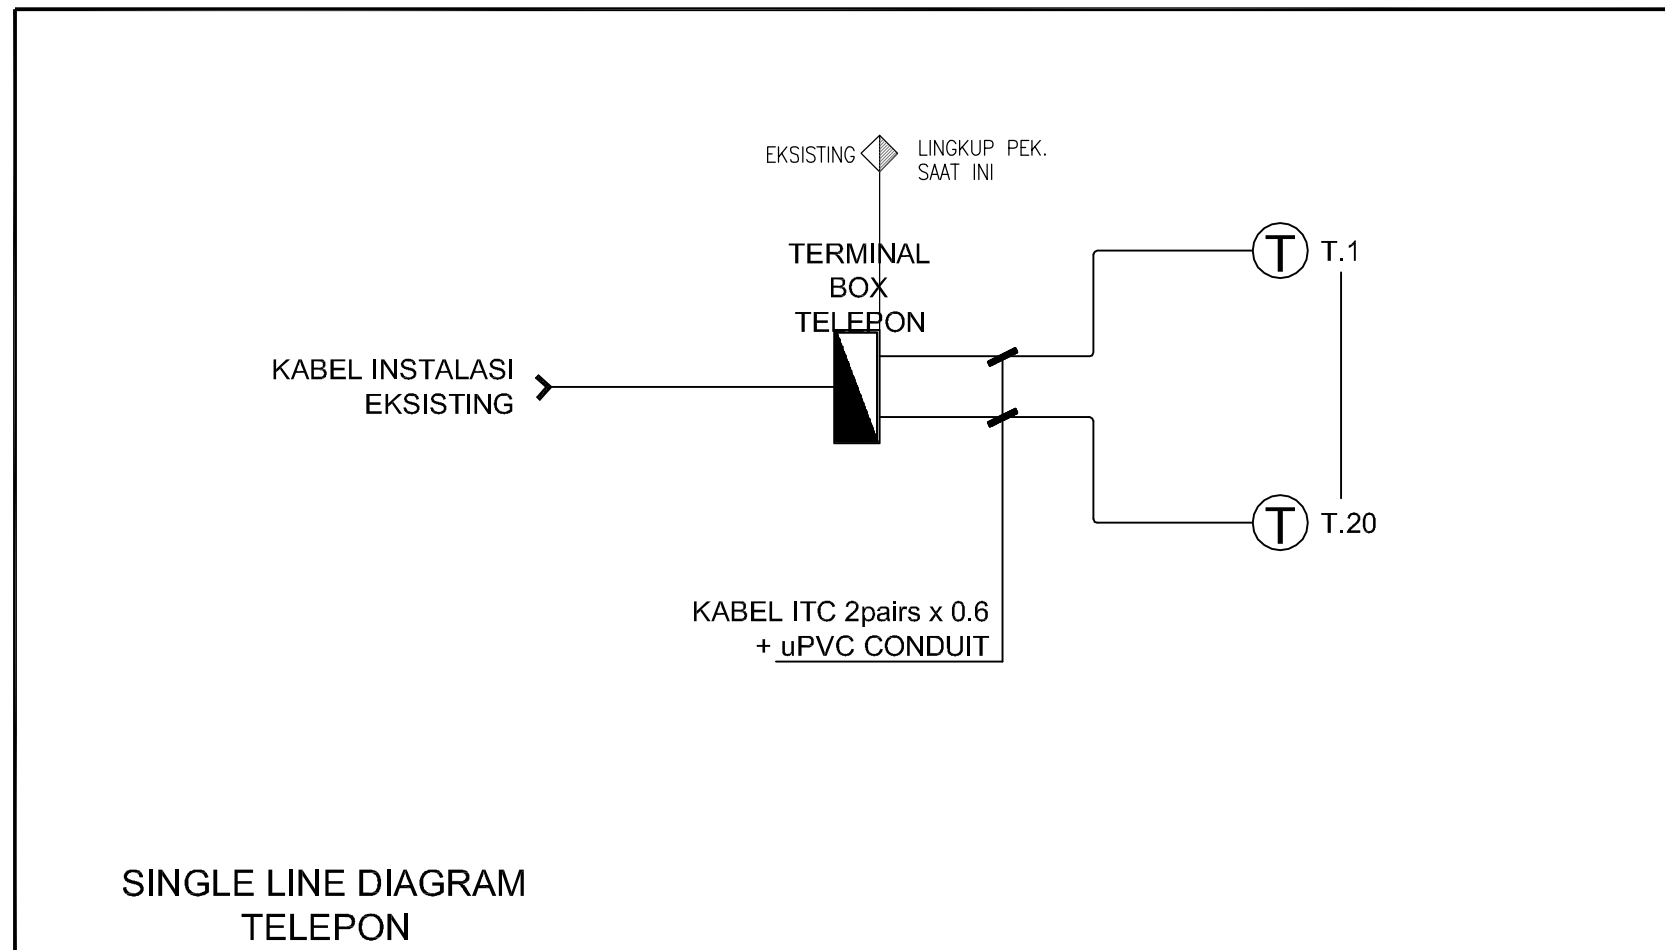 EKSISTING
LINGKUP PEK.
SAAT INI
TERMINAL
BOX
TELEPON
T
T.1
KABEL INSTALASI
EKSISTING
T
T.20
KABEL ITC 2pairs x 0.6
+ uPVC CONDUIT
SINGLE LINE DIAGRAM
TELEPON